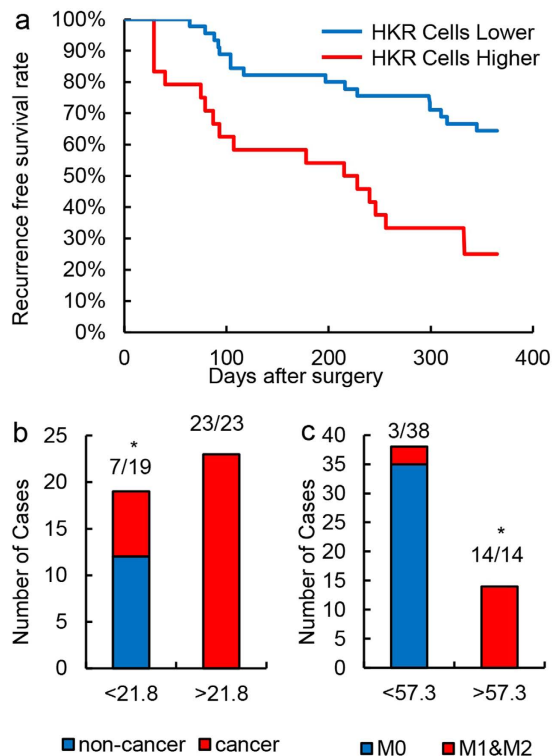 a
HKR Cells Lower
HKR Cells Higher
Recurrence free survival rate
100%
90%
80%
70%
60%
50%
40%
30%
20%
10%
0%
0 100 200 300 400
Days after surgery
b
Number of Cases
25
20
15
10
5
0
*
7/19
23/23
<21.8 >21.8
non-cancer cancer
c
Number of Cases
40
35
30
25
20
15
10
5
0
3/38
*
14/14
<57.3 >57.3
M0 M1&M2